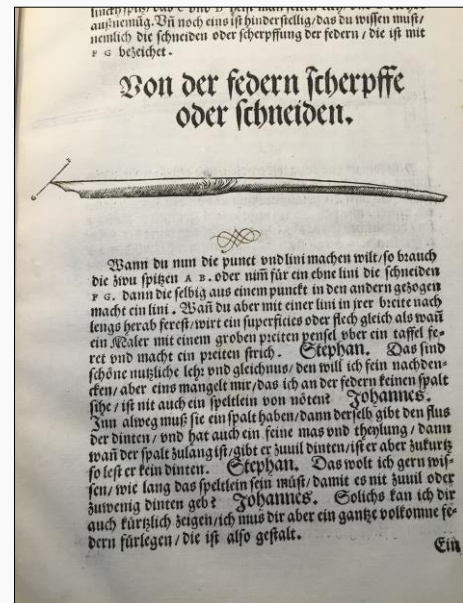 außnemüg. Uñ noch eins ist hinderstellig/das du wissen must/
nemlich die schneiden oder scherpffung der federn/die ist mit
F G bezeichet.
Von der federn scherpffe
oder schneiden.
Wann du nun die punct vnd lini machen wilt/so brauch
die zwu spitzen A B. oder nim̃ für ein ebne lini die schneiden
F G. dann die selbig aus einem punckt in den andern gezogen
macht ein lini. Wañ du aber mit einer lini in jrer breite nach
lengs herab ferest/wirt ein superficies oder flech gleich als wañ
ein Maler mit einem groben preiten pensel vber ein taffel fe-
ret vnd macht ein preiten strich. Stephan. Das sind
schöne nutzliche lehr vnd gleichnus/den will ich fein nachden-
cken/aber eins mangelt mir/das ich an der federn keinen spalt
sihe/ist nit auch ein speltlein von nöten? Johannes.
Inn alweg muß sie ein spalt haben/dann derselb gibt den flus
der dinten/vnd hat auch ein feine mas vnd theylung/dann
wañ der spalt zulang ist/gibt er zuuil dinten/ist er aber zukurtz
so lest er kein dinten. Stephan. Das wolt ich gern wis-
sen/wie lang das speltlein sein müst/damit es nit zuuil oder
zuwenig dinten geb? Johannes. Solichs kan ich dir
auch kürtzlich zeigen/ich mus dir aber ein gantze volkomne fe-
dern fürlegen/die ist also gestalt.
Ein